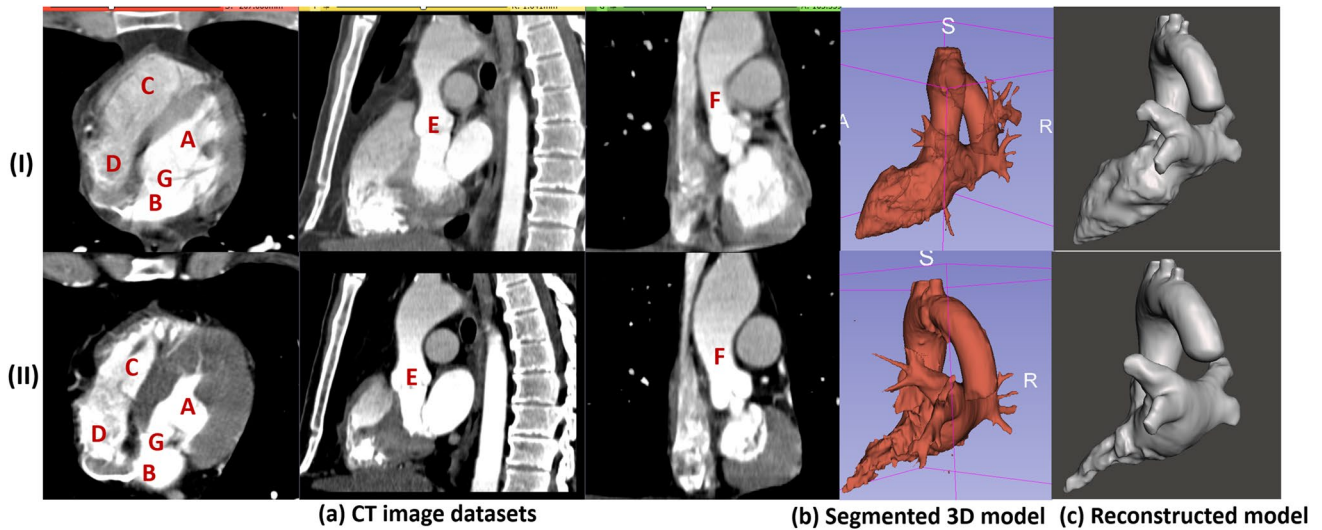 C
A
D
G
B
E
F
S
A
R
(I)
C
A
D
G
B
E
F
S
R
(II)
(a) CT image datasets
(b) Segmented 3D model
(c) Reconstructed model